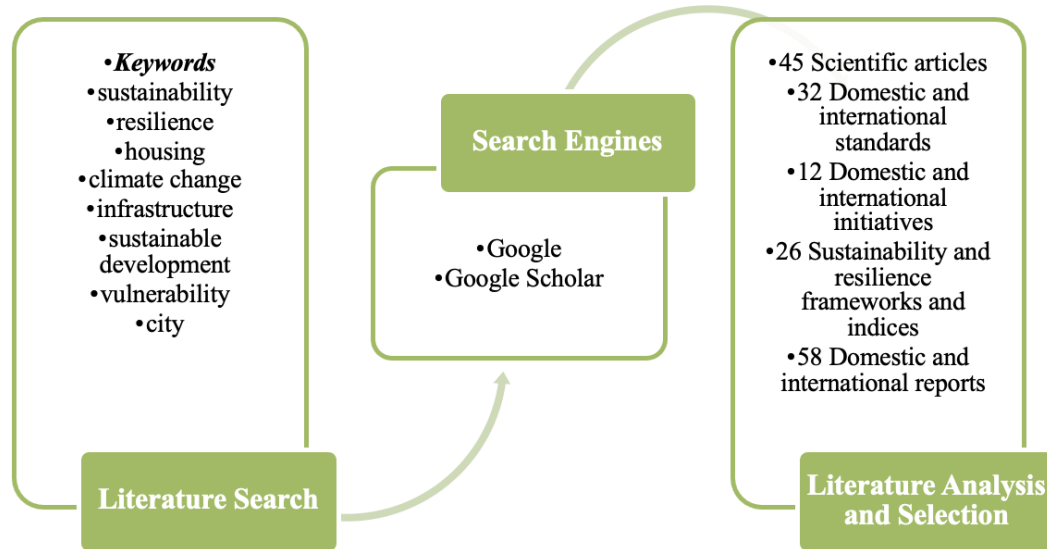 •Keywords
•sustainability
•resilience
•housing
•climate change
•infrastructure
•sustainable
development
•vulnerability
•city
Literature Search
Search Engines
•Google
•Google Scholar
•45 Scientific articles
•32 Domestic and
international
standards
•12 Domestic and
international
initiatives
•26 Sustainability and
resilience
frameworks and
indices
•58 Domestic and
international reports
Literature Analysis
and Selection